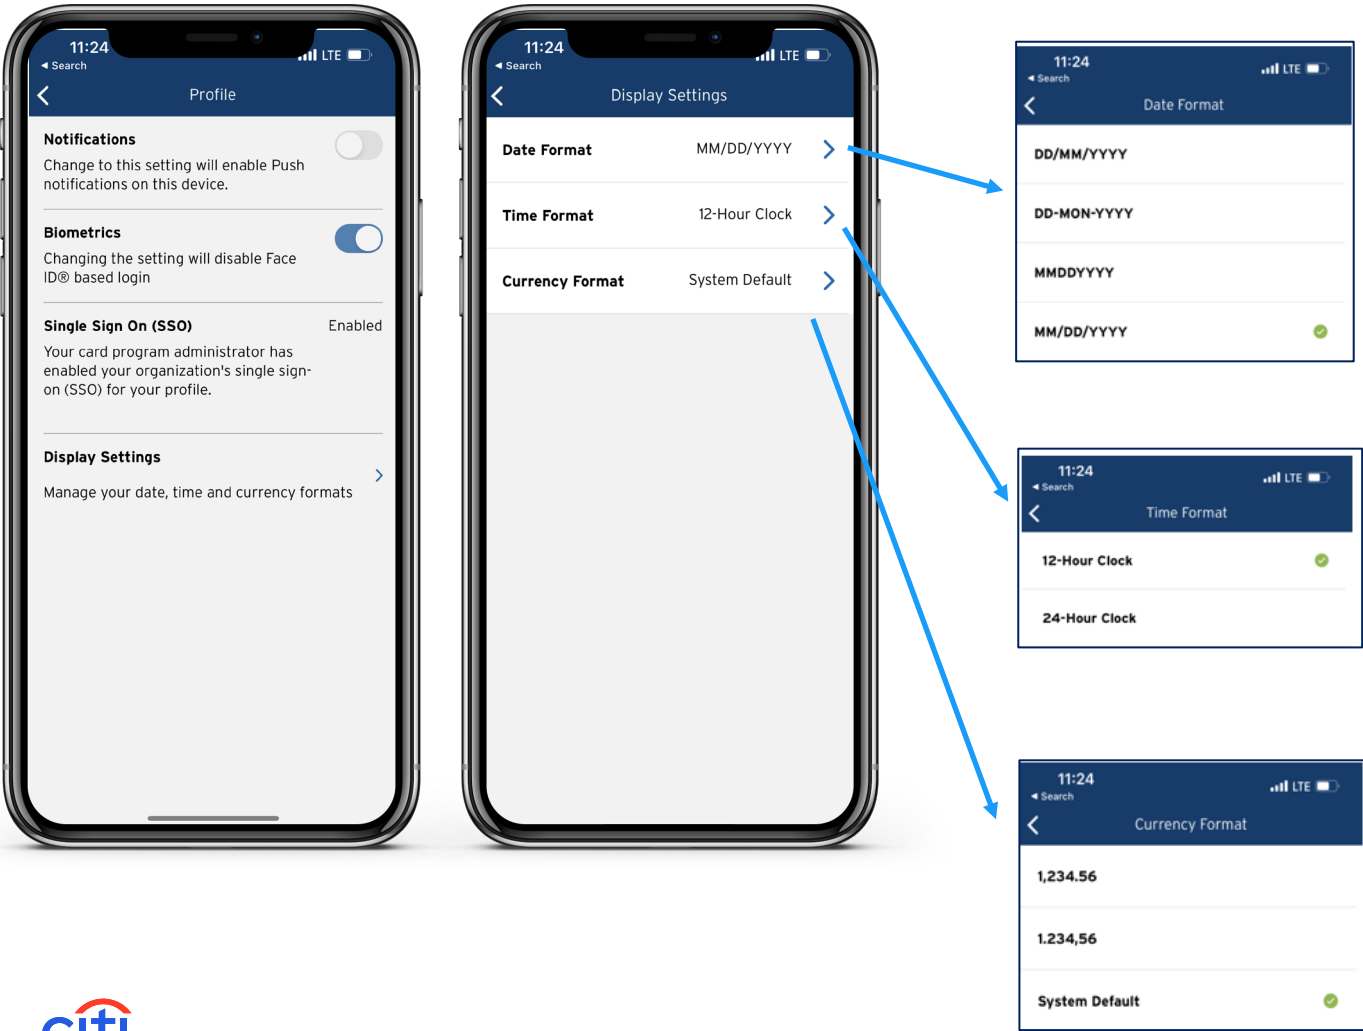 11:24
LTE
◄ Search
Profile
Notifications
Change to this setting will enable Push
notifications on this device.
Biometrics
Changing the setting will disable Face
ID® based login
Single Sign On (SSO) Enabled
Your card program administrator has
enabled your organization's single sign-
on (SSO) for your profile.
Display Settings
Manage your date, time and currency formats
11:24
LTE
◄ Search
Display Settings
Date Format MM/DD/YYYY
Time Format 12-Hour Clock
Currency Format System Default
11:24
LTE
◄ Search
Date Format
DD/MM/YYYY
DD-MON-YYYY
MMDDYYYY
MM/DD/YYYY
11:24
LTE
◄ Search
Time Format
12-Hour Clock
24-Hour Clock
11:24
LTE
◄ Search
Currency Format
1,234.56
1.234,56
System Default
citi